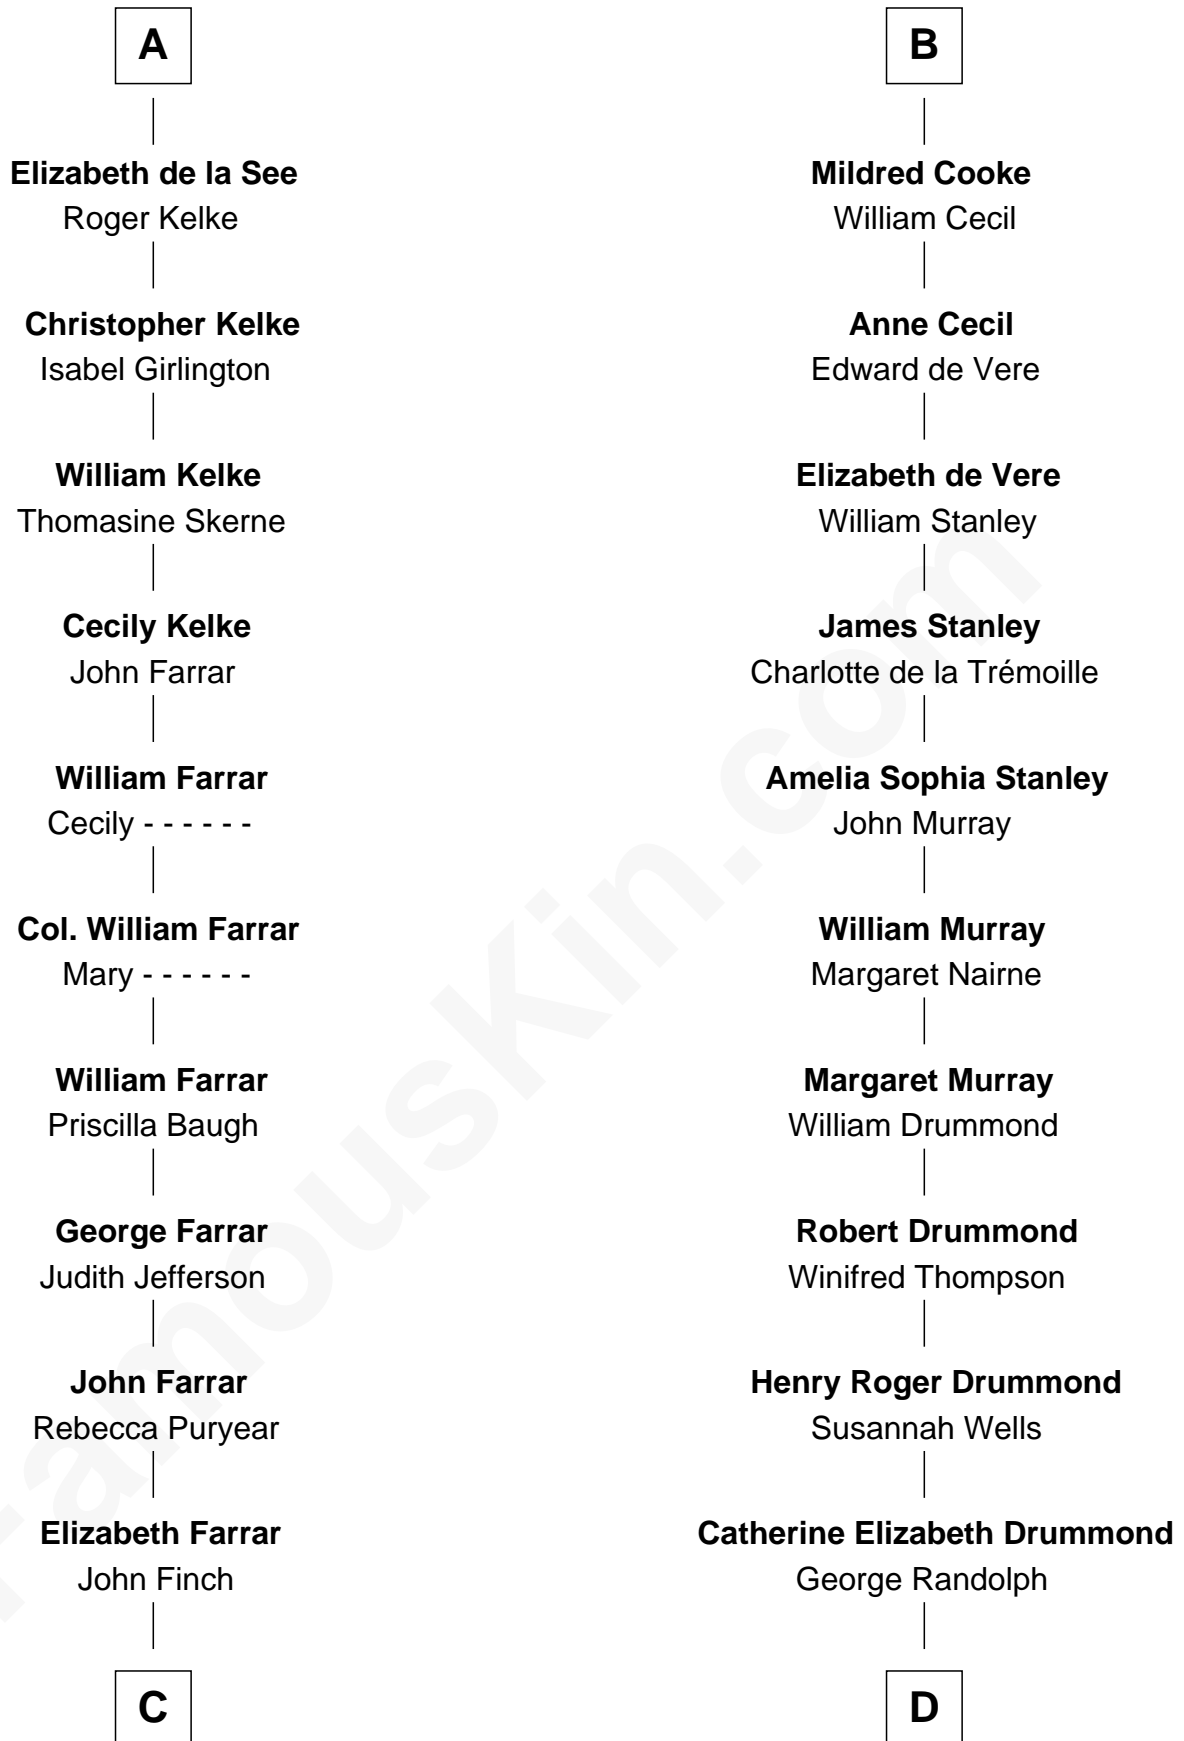 A
Elizabeth de la See
Roger Kelke
Christopher Kelke
Isabel Girlington
William Kelke
Thomasine Skerne
Cecily Kelke
John Farrar
William Farrar
Cecily - - - - - -
Col. William Farrar
Mary - - - - - -
William Farrar
Priscilla Baugh
George Farrar
Judith Jefferson
John Farrar
Rebecca Puryear
Elizabeth Farrar
John Finch
C
B
Mildred Cooke
William Cecil
Anne Cecil
Edward de Vere
Elizabeth de Vere
William Stanley
James Stanley
Charlotte de la Trémoille
Amelia Sophia Stanley
John Murray
William Murray
Margaret Nairne
Margaret Murray
William Drummond
Robert Drummond
Winifred Thompson
Henry Roger Drummond
Susannah Wells
Catherine Elizabeth Drummond
George Randolph
D
FamousKin.com